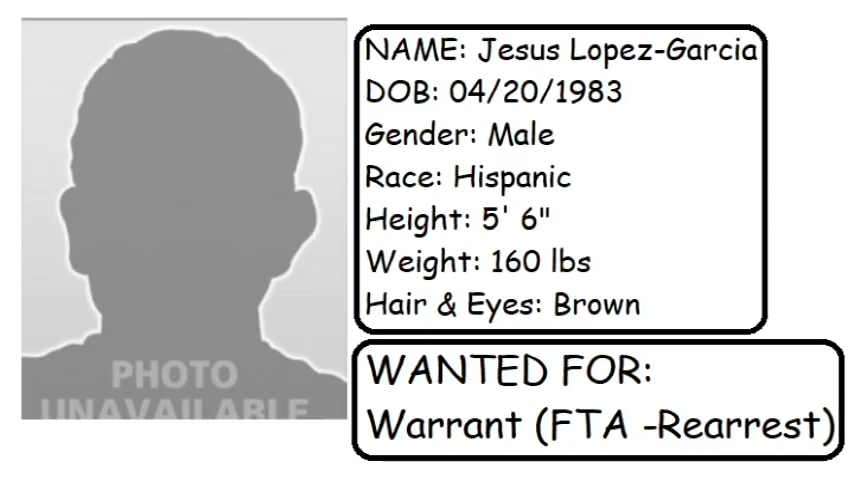 PHOTO
UNAVAILABLE
NAME: Jesus Lopez-Garcia
DOB: 04/20/1983
Gender: Male
Race: Hispanic
Height: 5' 6"
Weight: 160 lbs
Hair & Eyes: Brown
WANTED FOR:
Warrant (FTA -Rearrest)